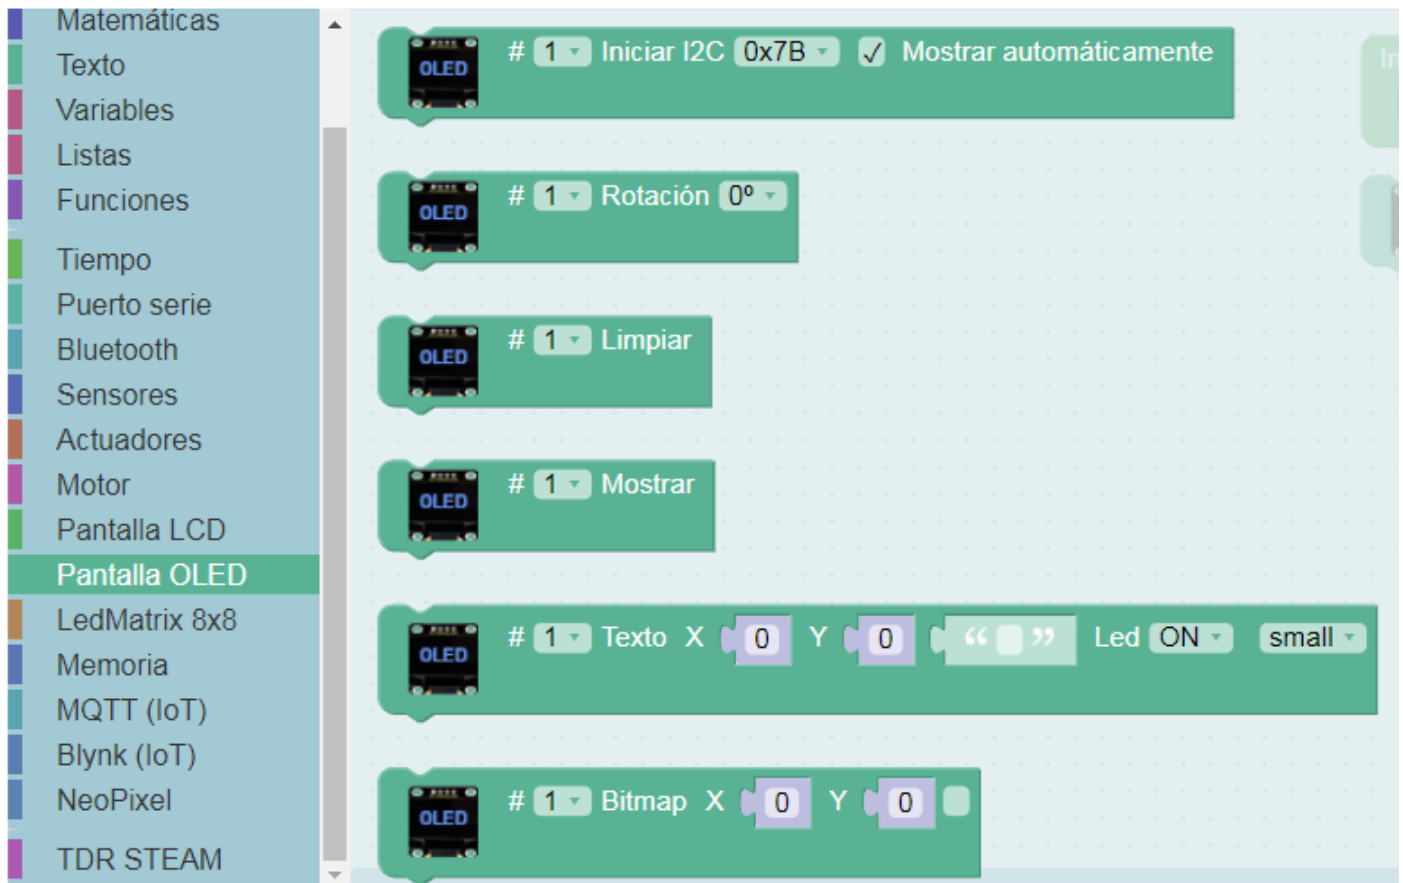 Matemáticas
Texto
Variables
Listas
Funciones
Tiempo
Puerto serie
Bluetooth
Sensores
Actuadores
Motor
Pantalla LCD
Pantalla OLED
LedMatrix 8x8
Memoria
MQTT (IoT)
Blynk (IoT)
NeoPixel
TDR STEAM
OLED # 1 Iniciar I2C 0x7B ✓ Mostrar automáticamente
OLED # 1 Rotación 0º
OLED # 1 Limpiar
OLED # 1 Mostrar
OLED # 1 Texto X 0 Y 0 “ ” Led ON small
OLED # 1 Bitmap X 0 Y 0
In